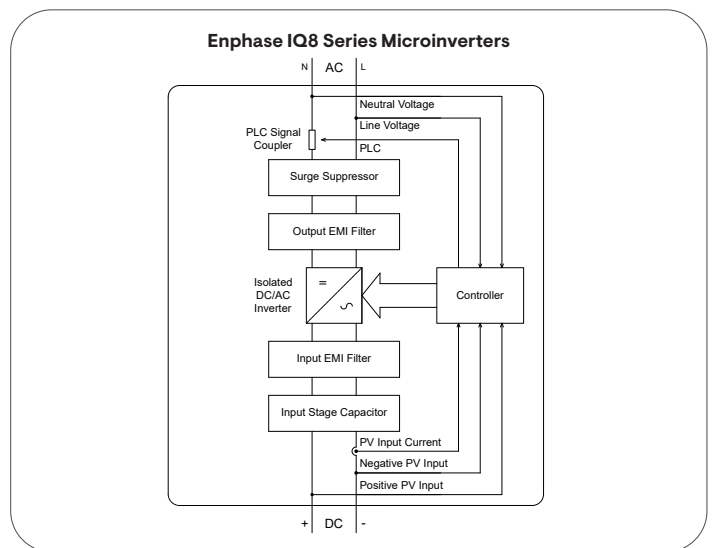 Enphase IQ8 Series Microinverters
N AC L
Neutral Voltage
Line Voltage
PLC Signal
Coupler
PLC
Surge Suppressor
Output EMI Filter
Isolated
DC/AC
Inverter
Controller
Input EMI Filter
Input Stage Capacitor
PV Input Current
Negative PV Input
Positive PV Input
+ DC -